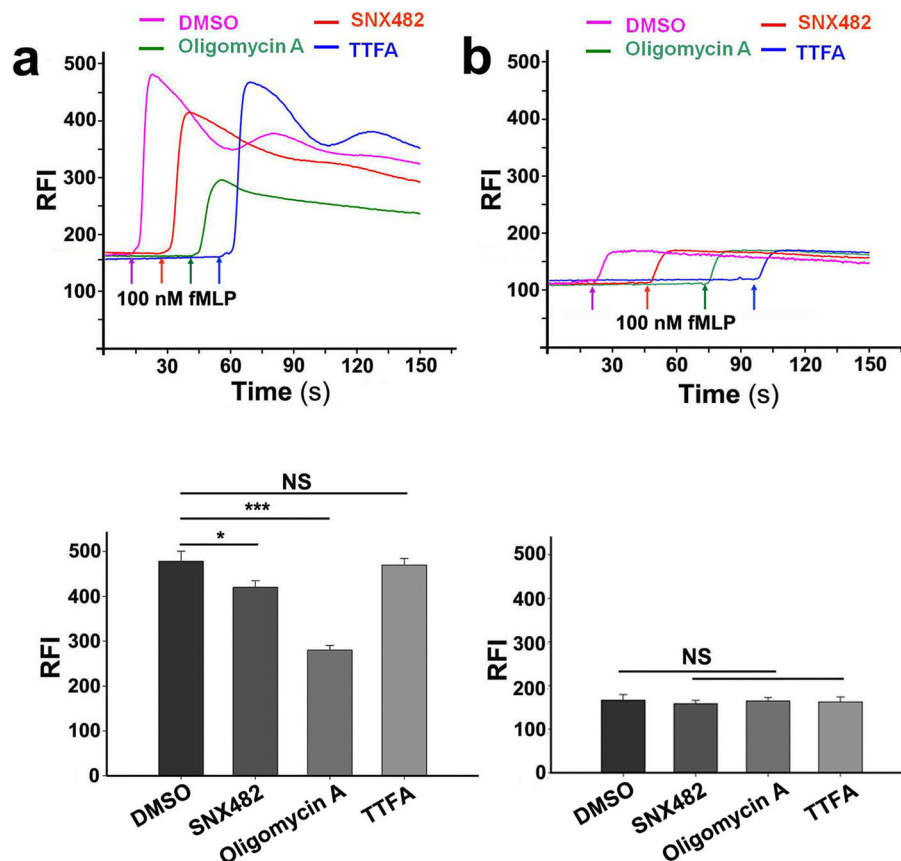 a
DMSO
SNX482
Oligomycin A
TTFA
RFI
500
400
300
200
100
100 nM fMLP
30
60
90
120
150
Time (s)
b
DMSO
SNX482
Oligomycin A
TTFA
RFI
500
400
300
200
100
100 nM fMLP
30
60
90
120
150
Time (s)
NS
***
*
RFI
500
400
300
200
100
0
DMSO
SNX482
Oligomycin A
TTFA
NS
RFI
500
400
300
200
100
0
DMSO
SNX482
Oligomycin A
TTFA